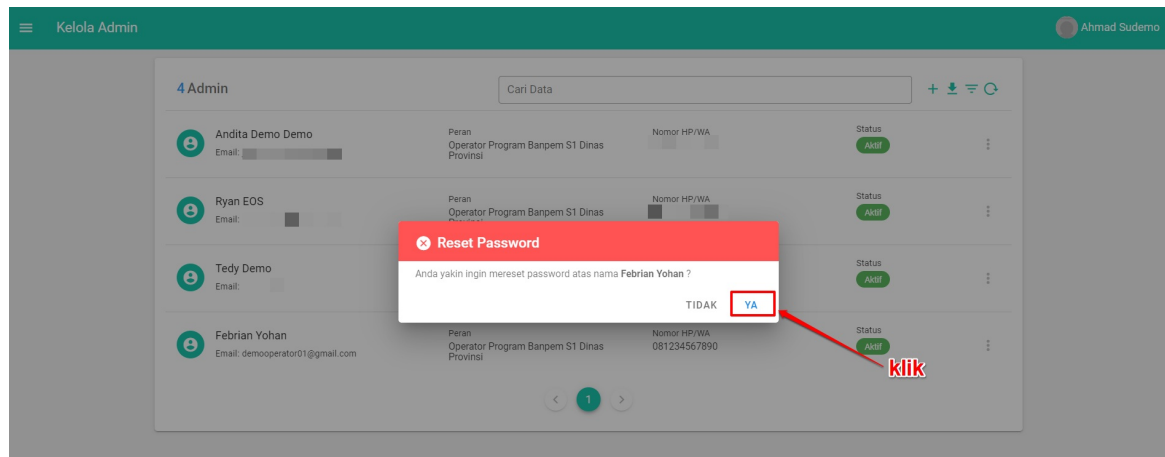 Kelola Admin
Ahmad Sudemo
4 Admin
Cari Data
Andita Demo Demo
Email:
Peran
Operator Program Banpem S1 Dinas
Provinsi
Nomor HP/WA
Status
Aktif
Ryan EOS
Email:
Peran
Operator Program Banpem S1 Dinas
Provinsi
Nomor HP/WA
Status
Aktif
Reset Password
Anda yakin ingin mereset password atas nama Febrian Yohan ?
TIDAK
YA
Tedy Demo
Email:
Status
Aktif
Febrian Yohan
Email: demooperator01@gmail.com
Peran
Operator Program Banpem S1 Dinas
Provinsi
Nomor HP/WA
081234567890
Status
Aktif
klik
1